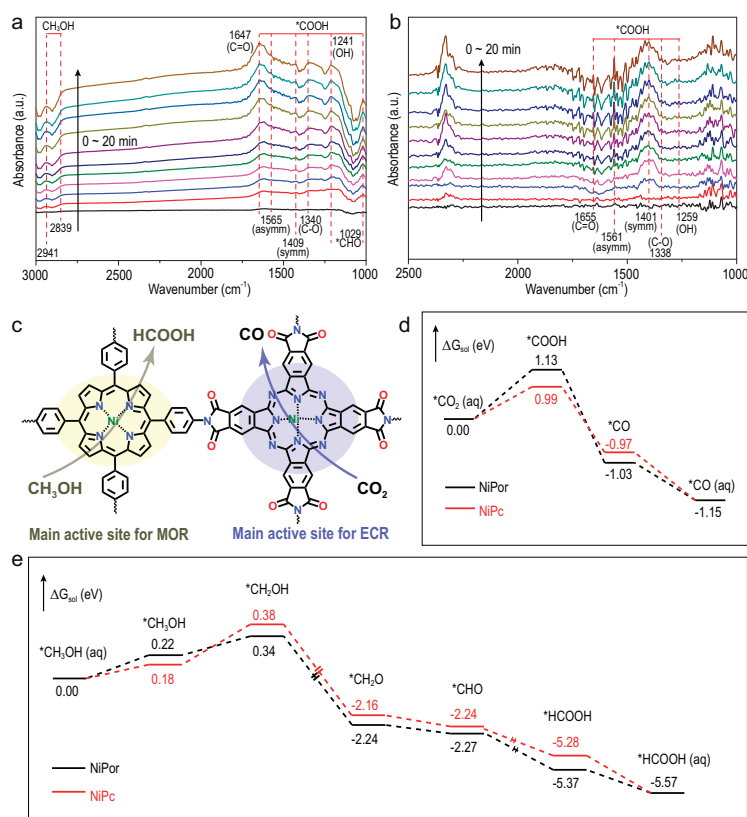 a
CH₃OH
1647
(C=O)
*COOH
1241
(OH)
0 ~ 20 min
2839
2941
1565
(asymm)
1409
(symm)
1340
(C-O)
1029
*CHO
Absorbance (a.u.)
3000 2500 2000 1500 1000
Wavenumber (cm⁻¹)
b
*COOH
0 ~ 20 min
1655
(C=O)
1561
(asymm)
1401
(symm)
(C-O)
1338
1259
(OH)
Absorbance (a.u.)
2500 2000 1500 1000
Wavenumber (cm⁻¹)
c
HCOOH
CO
Ni
N N N N
O O
N
O O
N
O O
N
O O
N
N N N N
N N N N
Ni
CH₃OH
CO₂
Main active site for MOR
Main active site for ECR
d
ΔG sol (eV)
*COOH
1.13
*CO₂ (aq)
0.00
0.99
*CO
-0.97
-1.03
*CO (aq)
-1.15
NiPor
NiPc
e
ΔG sol (eV)
*CH₃OH (aq)
0.00
*CH₃OH
0.22
0.18
*CH₂OH
0.38
0.34
*CH₂O
-2.16
-2.24
*CHO
-2.24
-2.27
*HCOOH
-5.28
-5.37
*HCOOH (aq)
-5.57
NiPor
NiPc